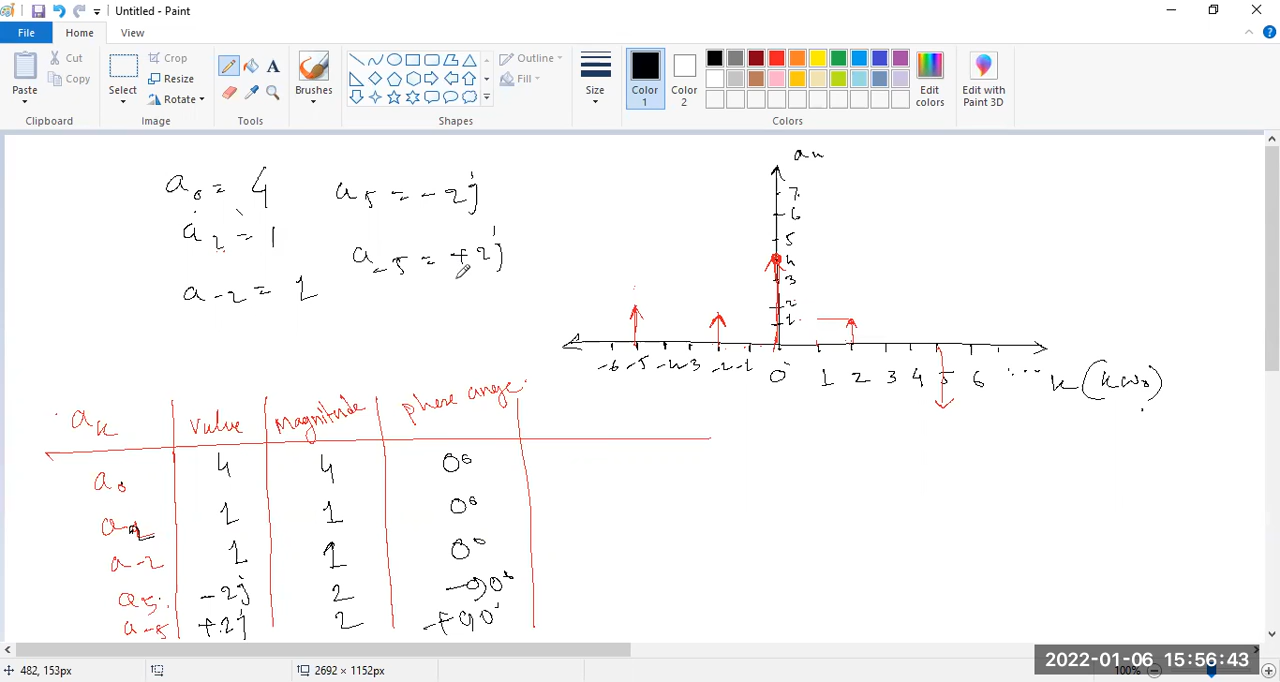 Untitled - Paint
File Home View
Paste Cut Copy Select Crop Resize Rotate Brushes Outline Fill Size Color 1 Color 2 Edit colors Edit with Paint 3D
Clipboard Image Tools Shapes Colors
a₀ = 4 a₅ = -2j
a₂ = 1 a₋₅ = +2j
a-2 = 1
ak
7
6
5
4
3
2
1
-6 -5 -4 -3 -2 -1 0 1 2 3 4 5 6 ... k (kω₀)
ak value Magnitude phase angle
a₀ 4 4 0°
a₂ 1 1 0°
a-2 1 1 0°
a5 -2j 2 -90°
a-5 +2j 2 +90°
482, 153px 2692 × 1152px 100%
2022-01-06 15:56:43